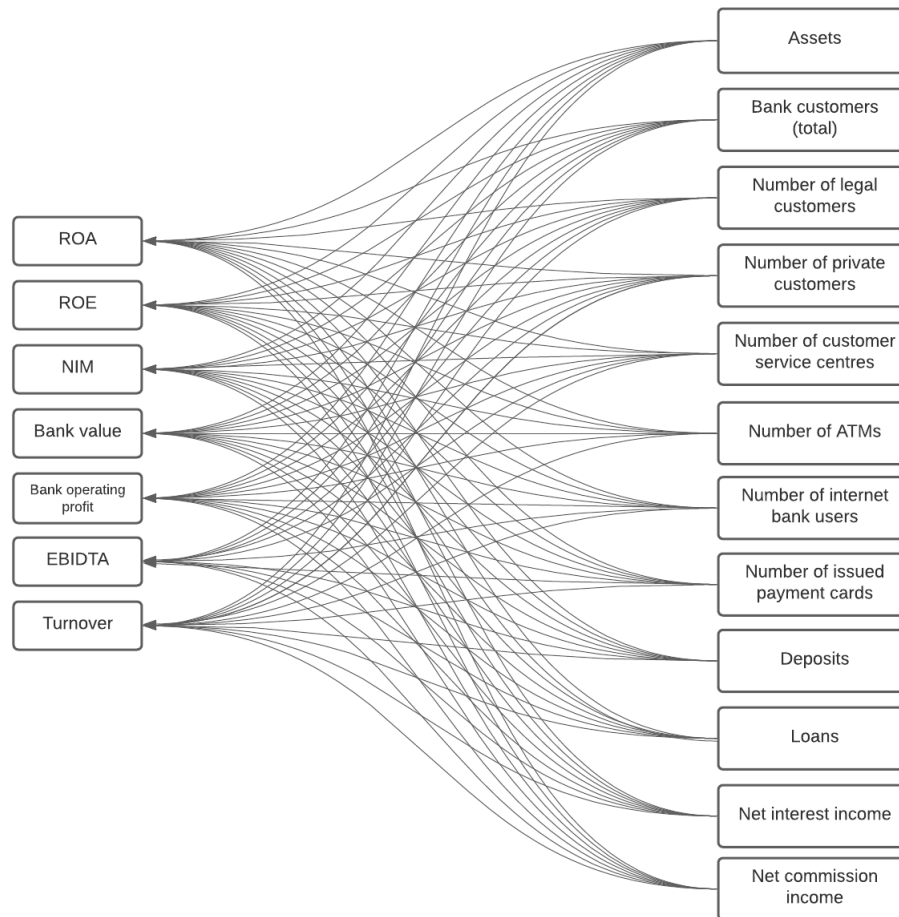 ROA
ROE
NIM
Bank value
Bank operating
profit
EBIDTA
Turnover
Assets
Bank customers
(total)
Number of legal
customers
Number of private
customers
Number of customer
service centres
Number of ATMs
Number of internet
bank users
Number of issued
payment cards
Deposits
Loans
Net interest income
Net commission
income